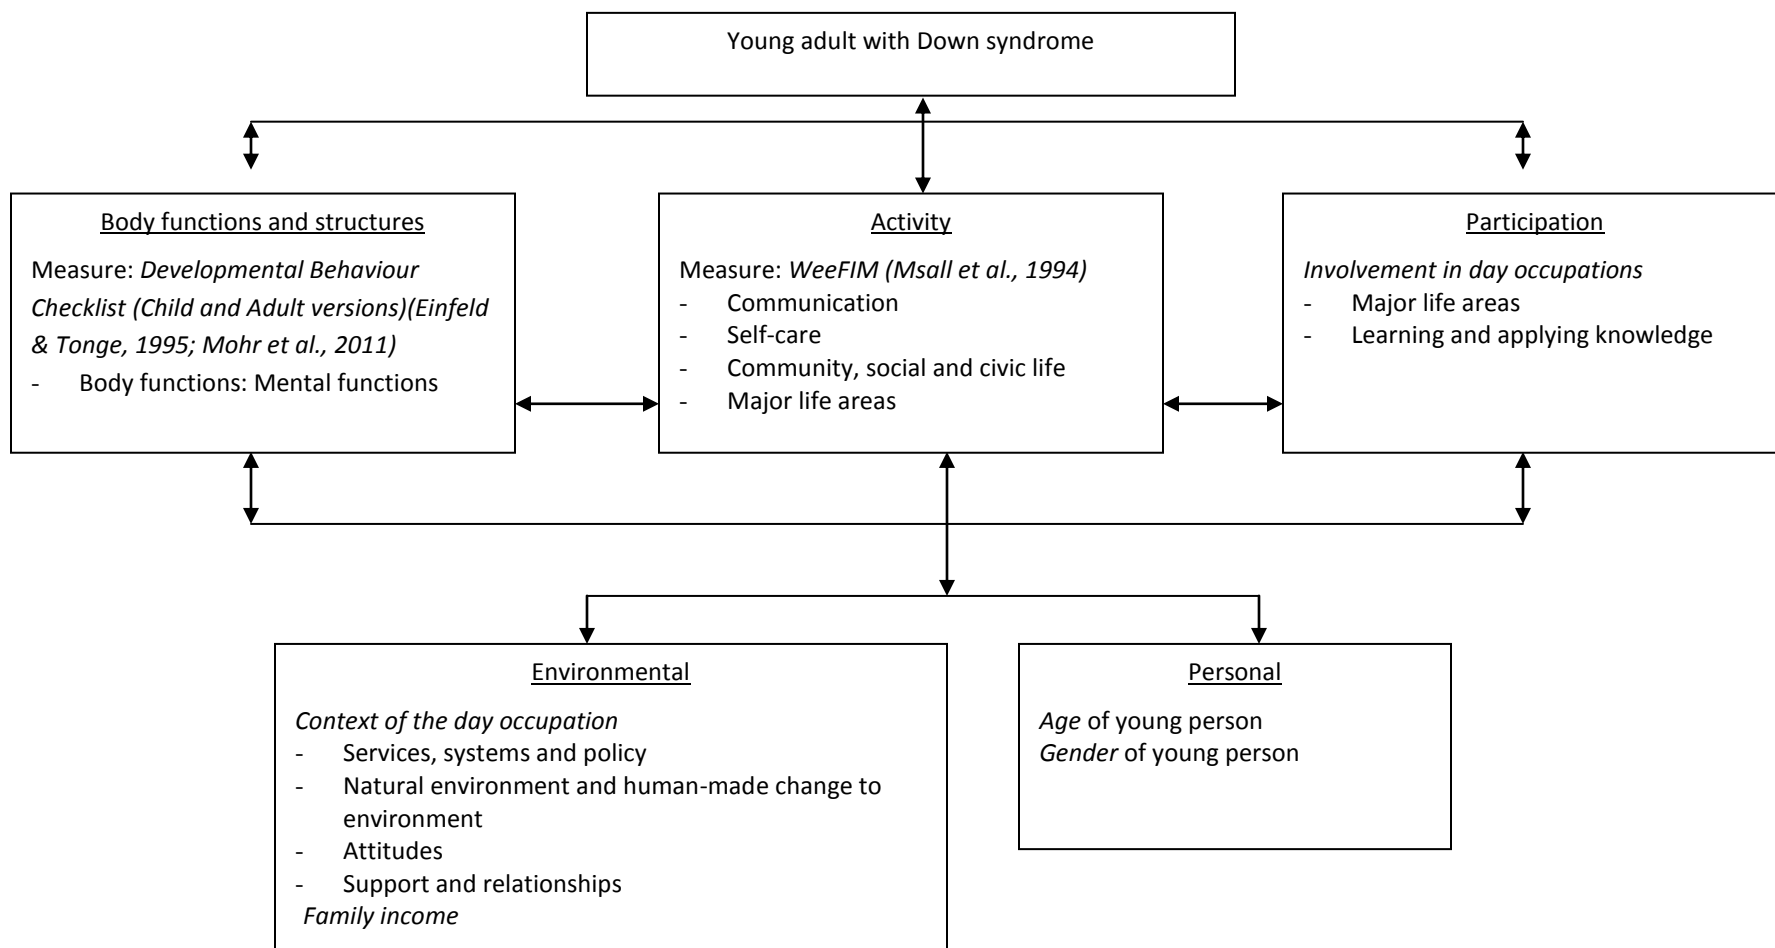 Young adult with Down syndrome
Body functions and structures
Measure: Developmental Behaviour
Checklist (Child and Adult versions)(Einfeld
& Tonge, 1995; Mohr et al., 2011)
- Body functions: Mental functions
Activity
Measure: WeeFIM (Msall et al., 1994)
- Communication
- Self-care
- Community, social and civic life
- Major life areas
Participation
Involvement in day occupations
- Major life areas
- Learning and applying knowledge
Environmental
Context of the day occupation
- Services, systems and policy
- Natural environment and human-made change to
environment
- Attitudes
- Support and relationships
Family income
Personal
Age of young person
Gender of young person